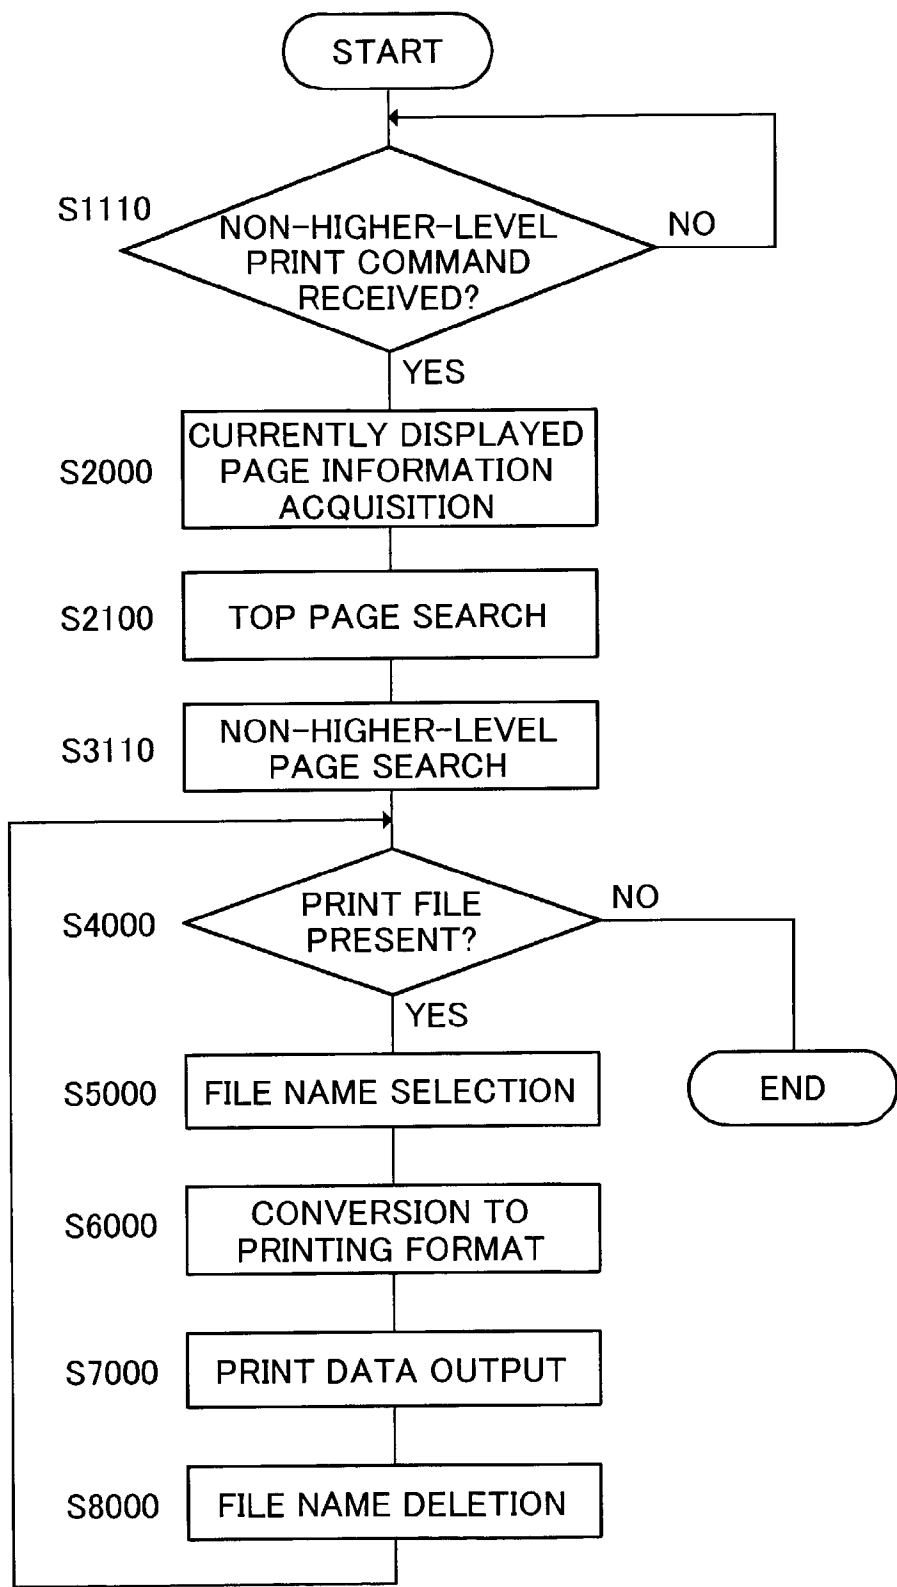 START
S1110
NON-HIGHER-LEVEL
PRINT COMMAND
RECEIVED?
NO
YES
S2000
CURRENTLY DISPLAYED
PAGE INFORMATION
ACQUISITION
S2100
TOP PAGE SEARCH
S3110
NON-HIGHER-LEVEL
PAGE SEARCH
S4000
PRINT FILE
PRESENT?
NO
YES
S5000
FILE NAME SELECTION
END
S6000
CONVERSION TO
PRINTING FORMAT
S7000
PRINT DATA OUTPUT
S8000
FILE NAME DELETION